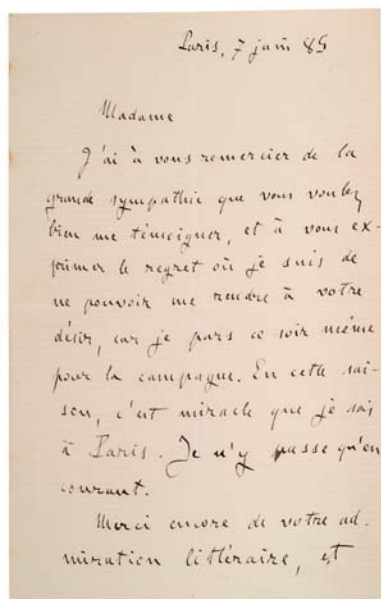 Paris, 7 juin 85
Madame
J'ai à vous remercier de la
grande sympathie que vous voulez
bien me témoigner, et à vous ex-
primer le regret où je suis de
ne pouvoir me rendre à votre
désir, car je pars ce soir même
pour la campagne. En cette sai-
son, c'est miracle que je sois
à Paris. Je n'y passe qu'en
courant.
Merci encore de votre ad-
miration littéraire, et